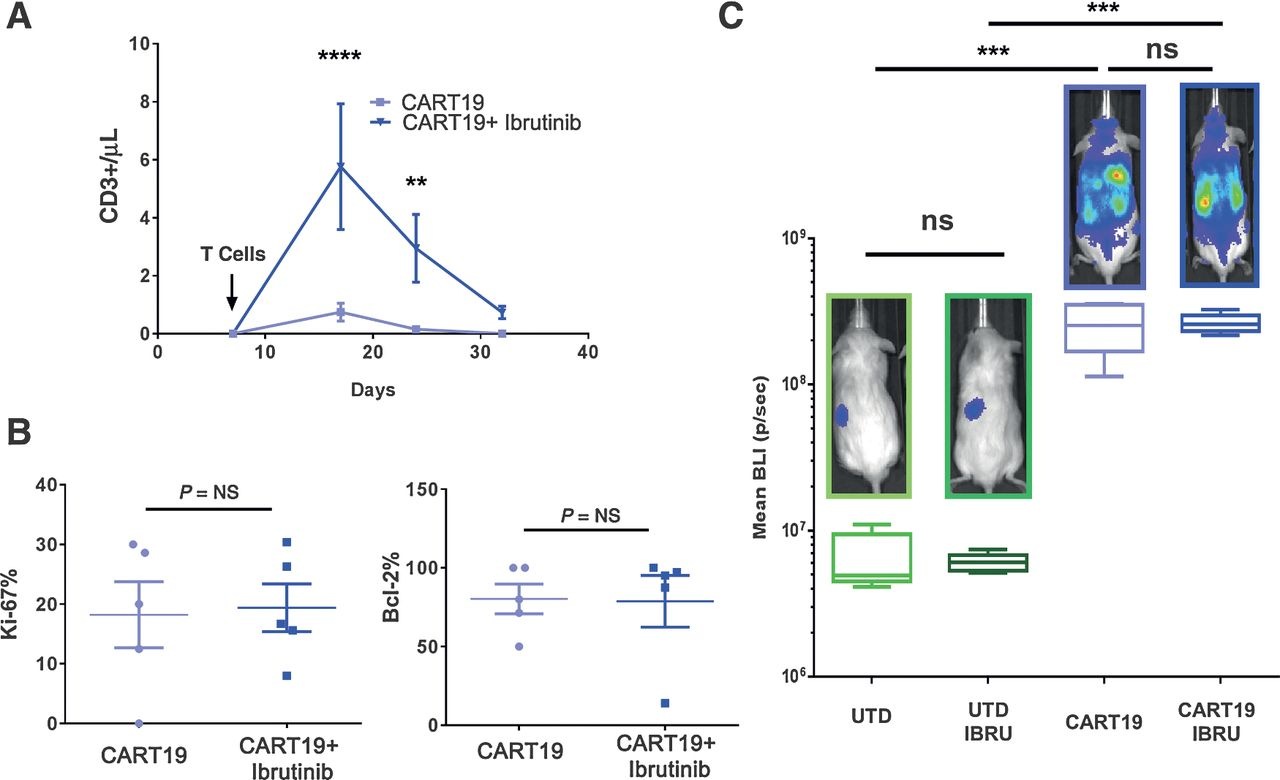 A
10
8
6
4
2
0
CD3+/μL
****
**
CART19
CART19+ Ibrutinib
T Cells
0 10 20 30 40
Days
B
40
30
20
10
0
Ki-67%
P = NS
CART19
CART19+
Ibrutinib
150
100
50
0
Bcl-2%
P = NS
CART19
CART19+
Ibrutinib
C
***
***
ns
ns
10⁹
10⁸
10⁷
10⁶
Mean BLI (p/sec)
UTD
UTD
IBRU
CART19
CART19
IBRU